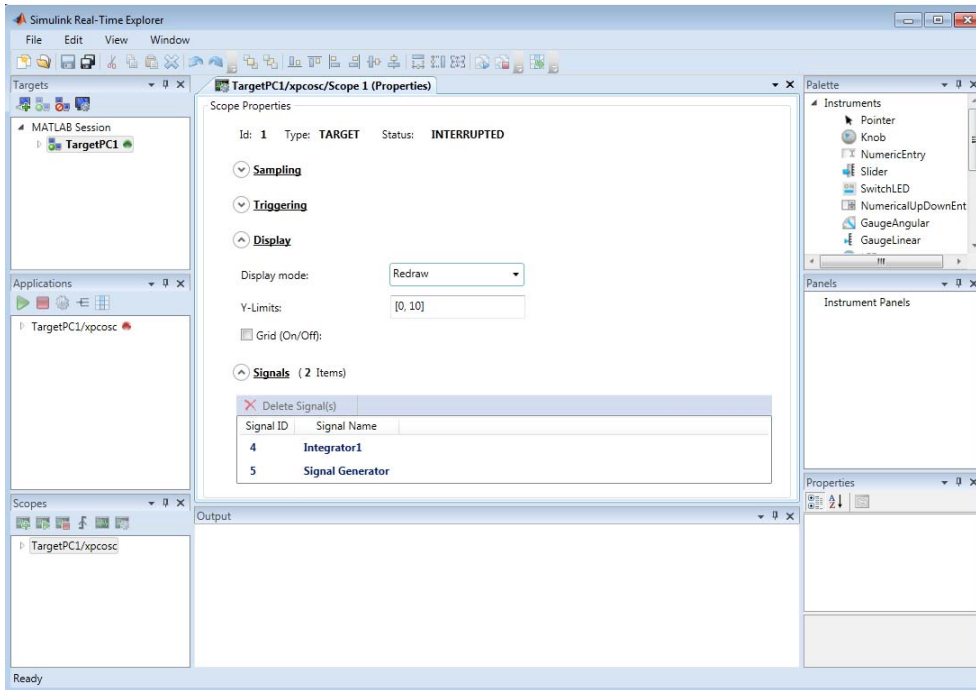 Simulink Real-Time Explorer
File Edit View Window
Targets
MATLAB Session
TargetPC1
Applications
TargetPC1/xpcosc
Scopes
TargetPC1/xpcosc
TargetPC1/xpcosc/Scope 1 (Properties)
Scope Properties
Id: 1 Type: TARGET Status: INTERRUPTED
Sampling
Triggering
Display
Display mode: Redraw
Y-Limits: [0, 10]
Grid (On/Off):
Signals ( 2 Items)
Delete Signal(s)
Signal ID Signal Name
4 Integrator1
5 Signal Generator
Output
Palette
Instruments
Pointer
Knob
NumericEntry
Slider
SwitchLED
NumericalUpDownEnt
GaugeAngular
GaugeLinear
Panels
Instrument Panels
Properties
Ready